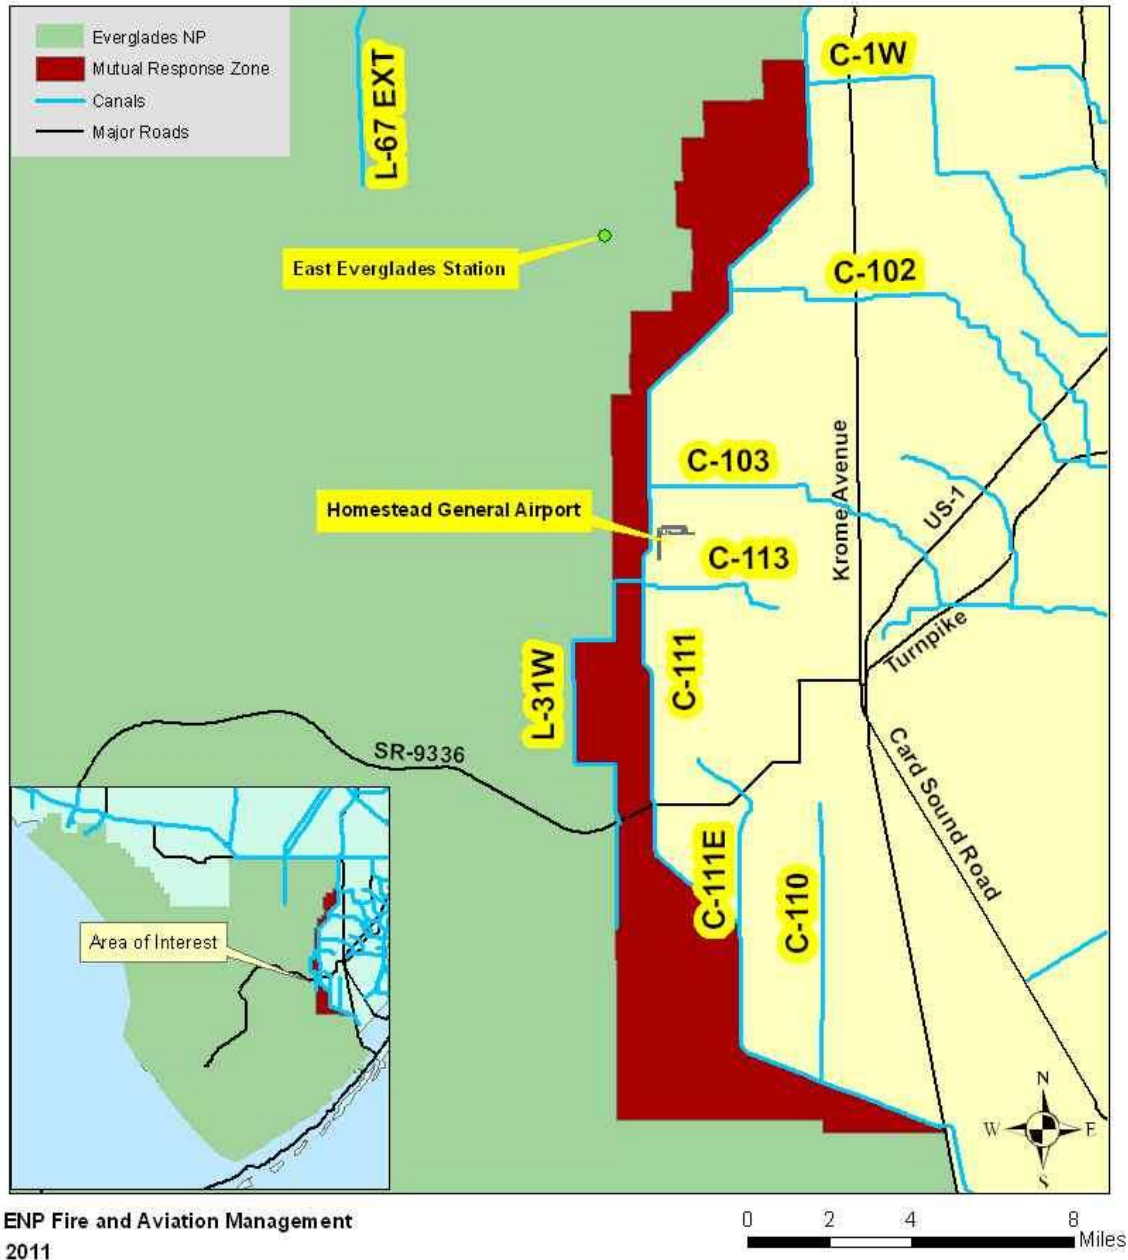 Everglades NP
Mutual Response Zone
Canals
Major Roads
L-67 EXT
C-1W
East Everglades Station
C-102
C-103
Krome Avenue
US-1
Homestead General Airport
C-113
Turnpike
L-31W
C-111
SR-9336
Card Sound Road
C-111E
C-110
Area of Interest
N
W
E
S
ENP Fire and Aviation Management
2011
0 2 4 8
Miles